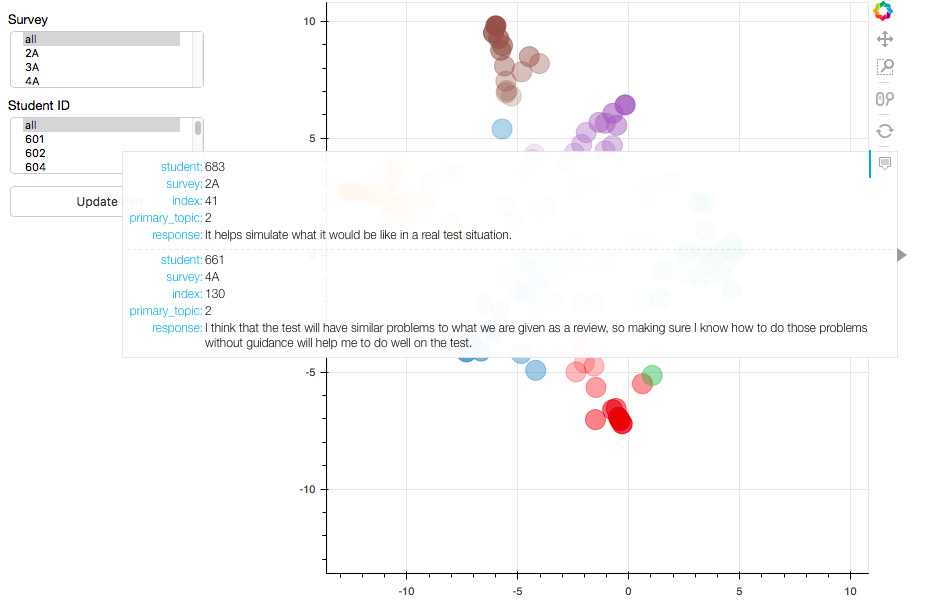 Survey
all
2A
3A
4A
Student ID
all
601
602
604
Update Plot
10
5
student: 683
survey: 2A
index: 41
primary_topic: 2
response: It helps simulate what it would be like in a real test situation.
student: 661
survey: 4A
index: 130
primary_topic: 2
response: I think that the test will have similar problems to what we are given as a review, so making sure I know how to do those problems
without guidance will help me to do well on the test.
-5
-10
-10 -5 0 5 10